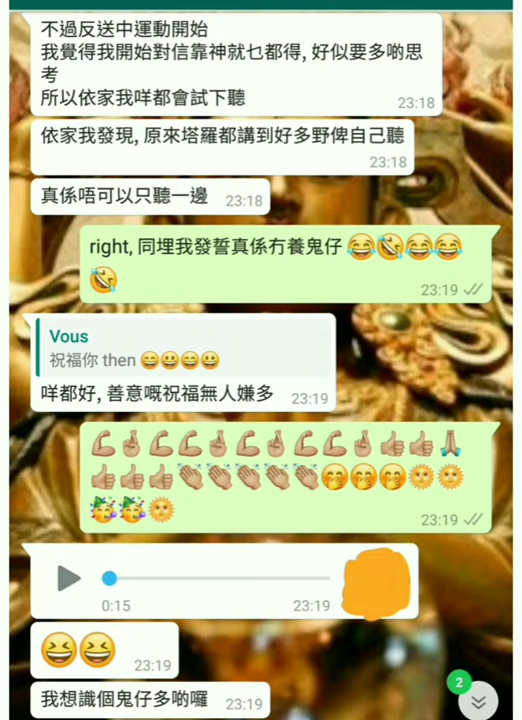 不過反送中運動開始
我覺得我開始對信靠神就乜都得, 好似要多啲思
考
所以依家我咩都會試下聽
23:18
依家我發現, 原來塔羅都講到好多野俾自己聽
23:18
真係唔可以只聽一邊 23:18
right, 同埋我發誓真係冇養鬼仔 😂🤣😂😂
🤣
23:19
Vous
祝福你 then 😄😃😄😃
咩都好, 善意嘅祝福無人嫌多 23:19
💪🏼🤞🏼💪🏼💪🏼🤞🏼💪🏼🤞🏼💪🏼💪🏼🤞🏼👍🏼👍🏼🙏🏼
👍🏼👍🏼👍🏼👏🏼👏🏼👏🏼👏🏼👏🏼🤭🤭🤭🌞🌞
🥳🥳🌞
23:19
0:15 23:19
😆😆 23:19
2
我想識個鬼仔多啲囉 23:19